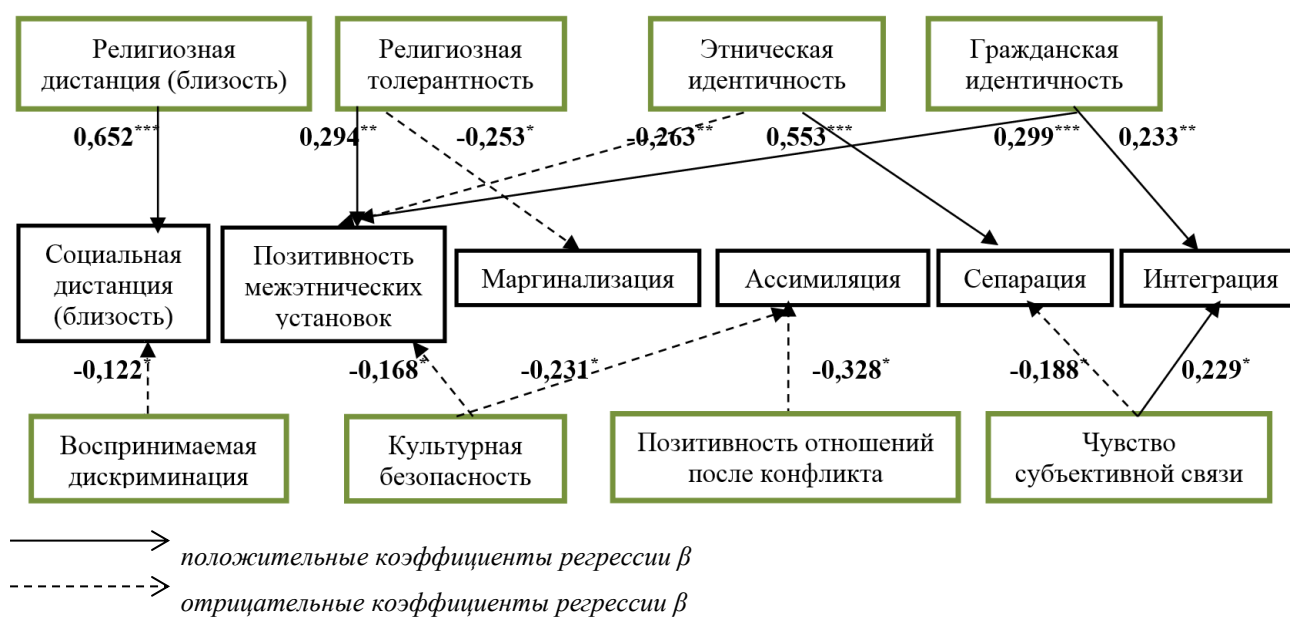 Религиозная
дистанция (близость)
Религиозная
толерантность
Этническая
идентичность
Гражданская
идентичность
0,652***
0,294**
-0,253*
-0,263**
0,553***
0,299***
0,233**
Социальная
дистанция
(близость)
Позитивность
межэтнических
установок
Маргинализация
Ассимиляция
Сепарация
Интеграция
-0,122*
-0,168*
-0,231*
-0,328*
-0,188*
0,229*
Воспринимаемая
дискриминация
Культурная
безопасность
Позитивность отношений
после конфликта
Чувство
субъективной связи
положительные коэффициенты регрессии β
отрицательные коэффициенты регрессии β